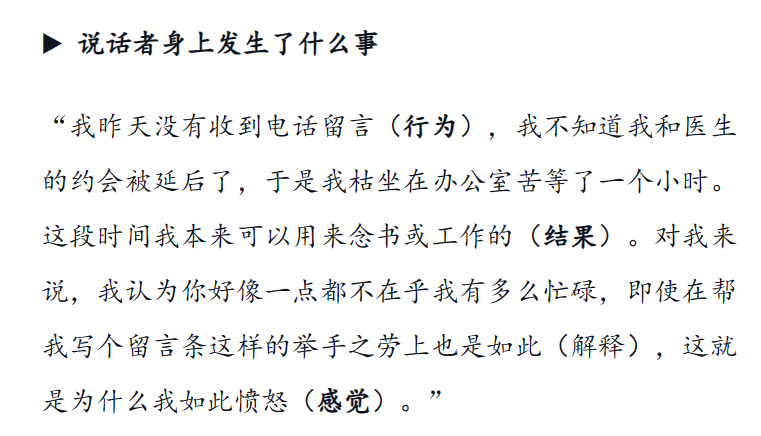 ▶ 说话者身上发生了什么事
“我昨天没有收到电话留言（行为），我不知道我和医生
的约会被延后了，于是我枯坐在办公室苦等了一个小时。
这段时间我本来可以用来念书或工作的（结果）。对我来
说，我认为你好像一点都不在乎我有多么忙碌，即使在帮
我写个留言条这样的举手之劳上也是如此（解释），这就
是为什么我如此愤怒（感觉）。”